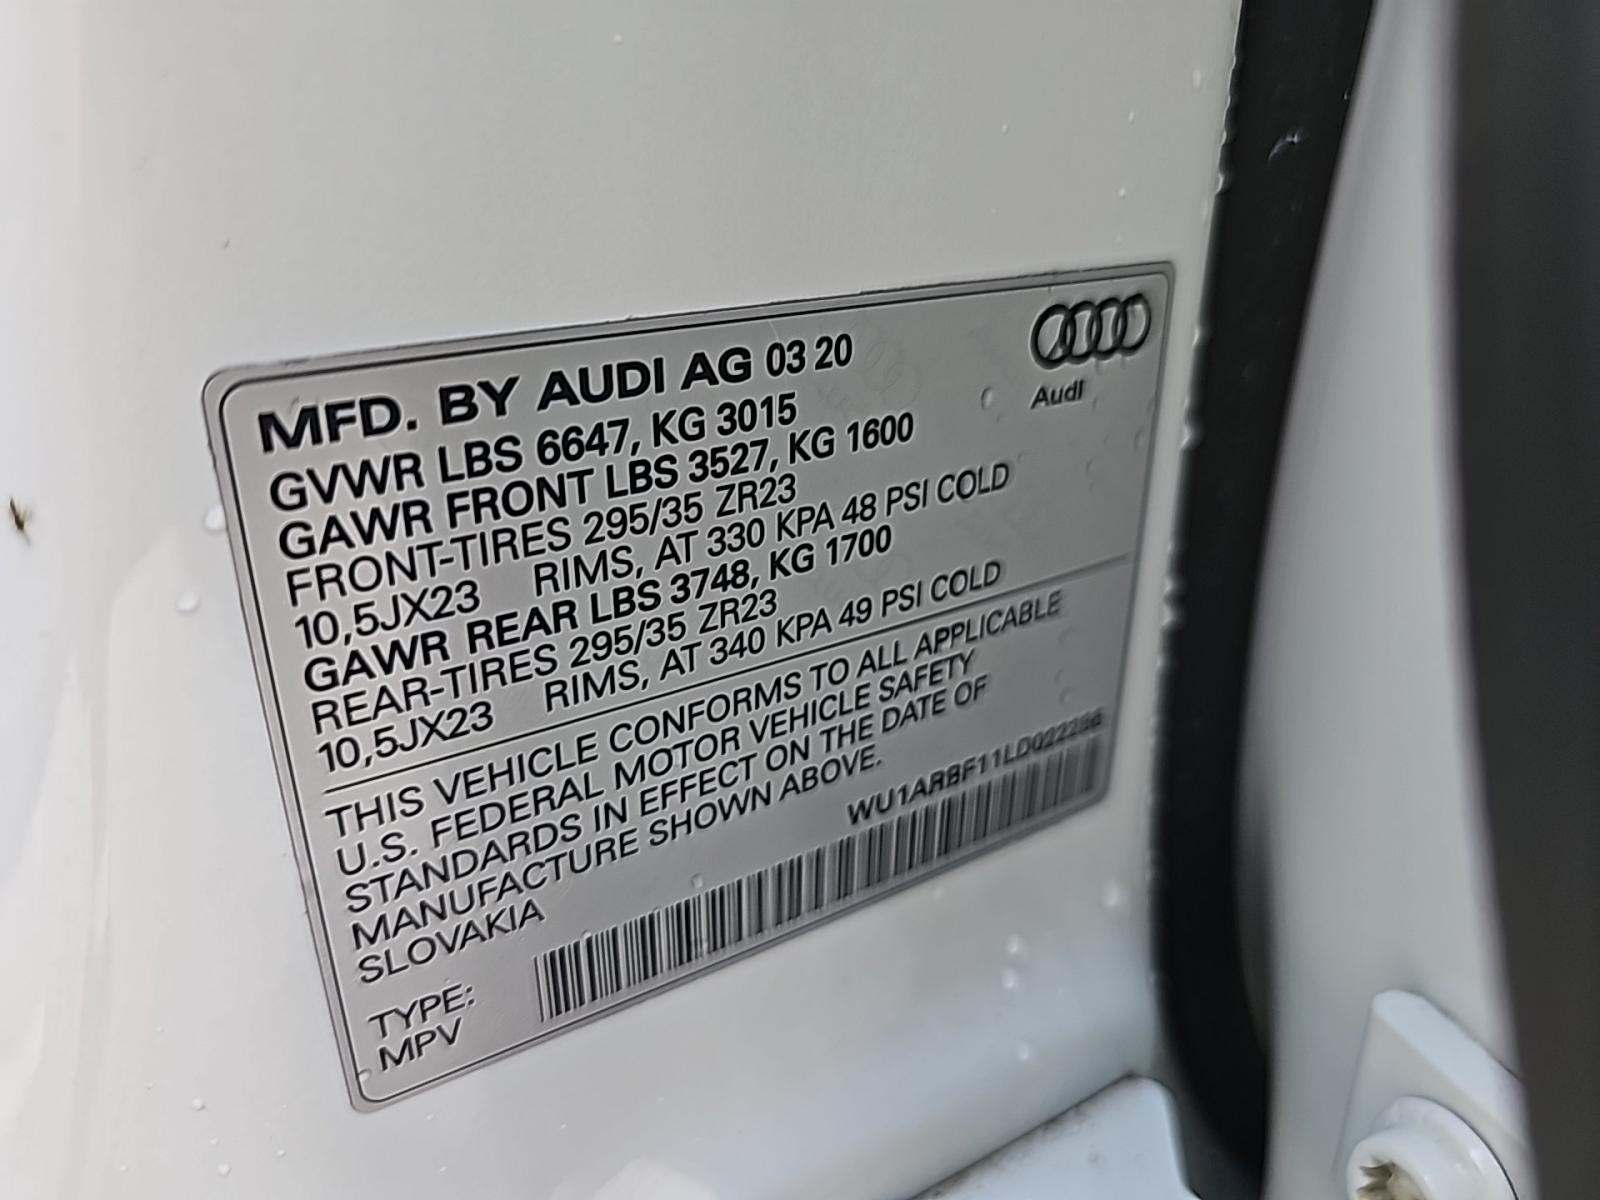 MFD. BY AUDI AG 03 20
Audi
GVWR LBS 6647, KG 3015
GAWR FRONT LBS 3527, KG 1600
FRONT-TIRES 295/35 ZR23
10,5JX23 RIMS, AT 330 KPA 48 PSI COLD
GAWR REAR LBS 3748, KG 1700
REAR-TIRES 295/35 ZR23
10,5JX23 RIMS, AT 340 KPA 49 PSI COLD
THIS VEHICLE CONFORMS TO ALL APPLICABLE
U.S. FEDERAL MOTOR VEHICLE SAFETY
STANDARDS IN EFFECT ON THE DATE OF
MANUFACTURE SHOWN ABOVE.
SLOVAKIA
TYPE:
MPV